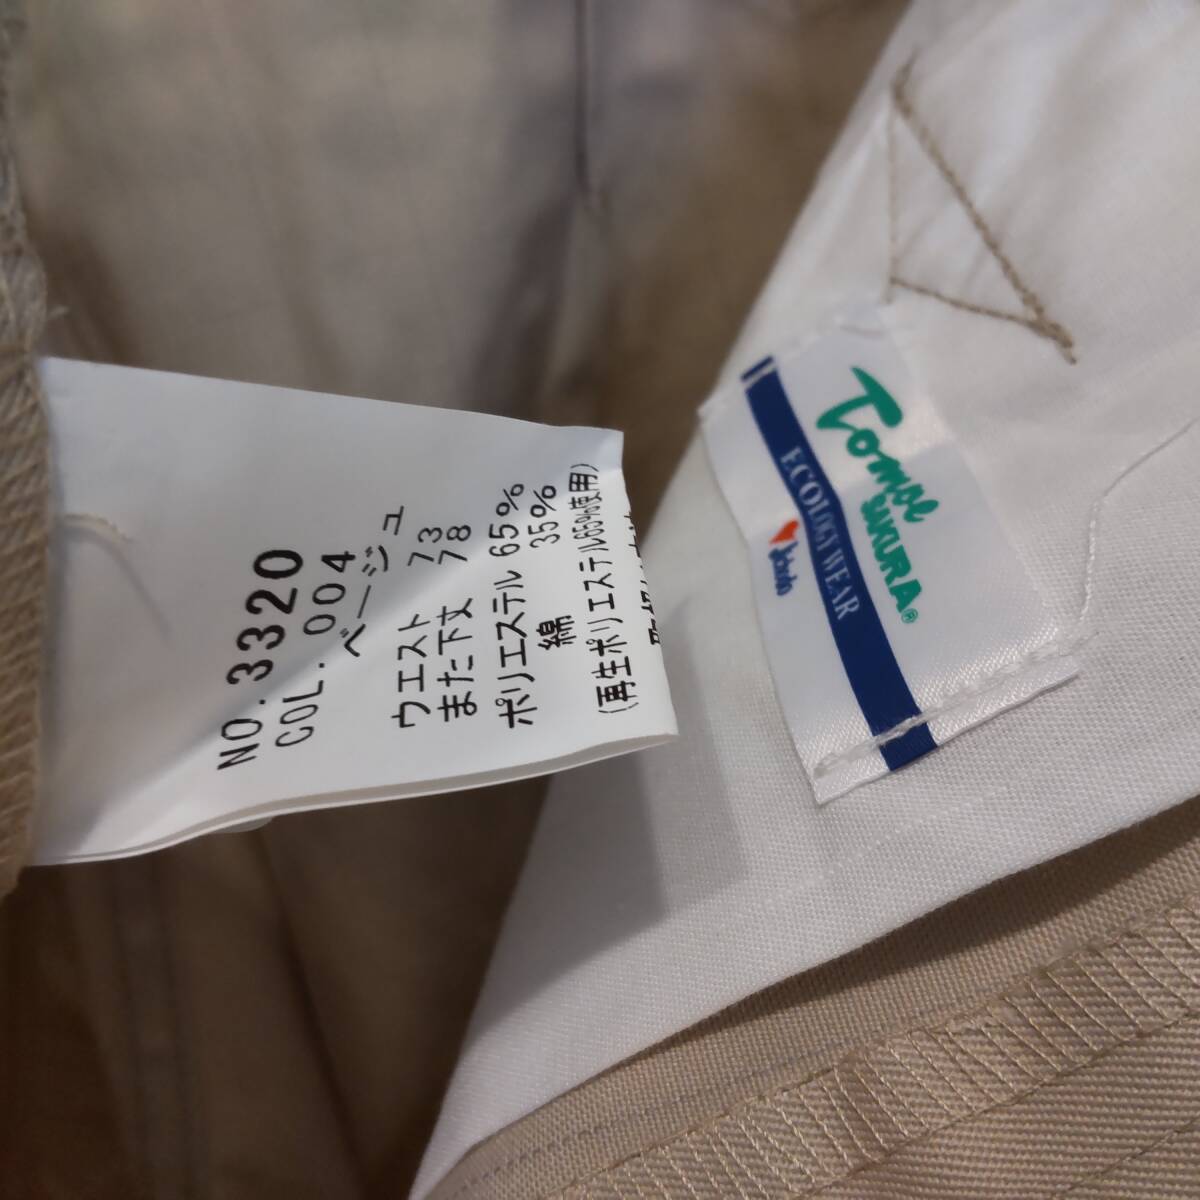 NO.3320
COL.004
ベージュ
ウエスト 73
また下丈 78
ポリエステル 65%
綿 35%
(再生ポリエステル65%使用)
Tomoe
SAKURA®
ECOLOGY WEAR